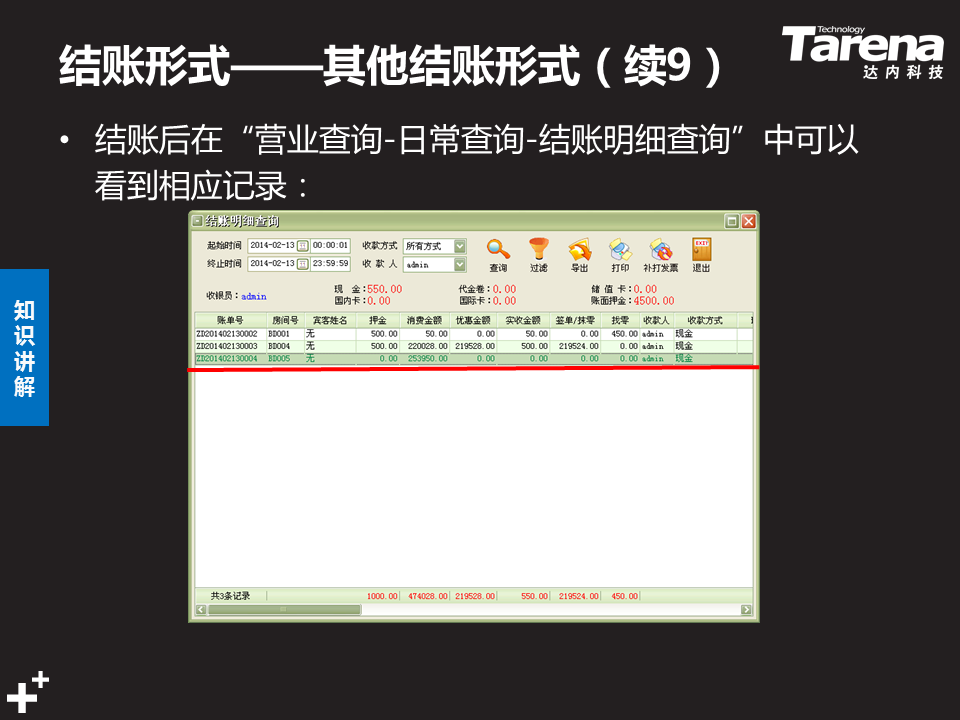 结账形式——其他结账形式（续9）
Technology
Tarena
达内科技
• 结账后在“营业查询-日常查询-结账明细查询”中可以
看到相应记录：
知识讲解
结账明细查询
起始时间 2014-02-13 00:00:01 收款方式 所有方式
终止时间 2014-02-13 23:59:59 收款人 admin
查询 过滤 导出 打印 补打发票 EXIT 退出
收银员：admin
现 金：550.00 代金卷：0.00 储值卡：0.00
国内卡：0.00 国际卡：0.00 账面押金：4500.00
账单号 房间号 宾客姓名 押金 消费金额 优惠金额 实收金额 签单/抹零 找零 收款人 收款方式
ZD201402130002 BD001 无 500.00 50.00 0.00 50.00 0.00 450.00 admin 现金
ZD201402130003 BD004 无 500.00 220028.00 219528.00 500.00 219524.00 0.00 admin 现金
ZD201402130004 BD005 无 0.00 253950.00 0.00 0.00 0.00 0.00 admin 现金
共3条记录 1000.00 474028.00 219528.00 550.00 219524.00 450.00